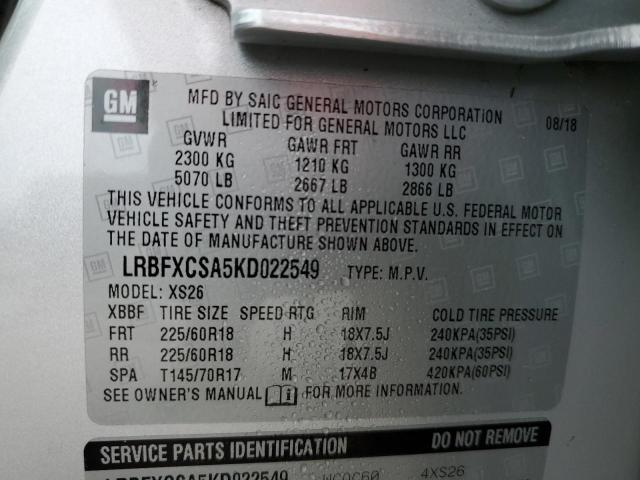 GM
MFD BY SAIC GENERAL MOTORS CORPORATION
LIMITED FOR GENERAL MOTORS LLC 08/18
GVWR GAWR FRT GAWR RR
2300 KG 1210 KG 1300 KG
5070 LB 2667 LB 2866 LB
THIS VEHICLE CONFORMS TO ALL APPLICABLE U.S. FEDERAL MOTOR
VEHICLE SAFETY AND THEFT PREVENTION STANDARDS IN EFFECT ON
THE DATE OF MANUFACTURE SHOWN ABOVE.
LRBFXCSA5KD022549 TYPE: M.P.V.
MODEL: XS26
XBBF TIRE SIZE SPEED RTG RIM COLD TIRE PRESSURE
FRT 225/60R18 H 18X7.5J 240KPA(35PSI)
RR 225/60R18 H 18X7.5J 240KPA(35PSI)
SPA T145/70R17 M 17X4B 420KPA(60PSI)
SEE OWNER'S MANUAL FOR MORE INFORMATION.
SERVICE PARTS IDENTIFICATION DO NOT REMOVE
LRBFXCSA5KD022549 4XS26